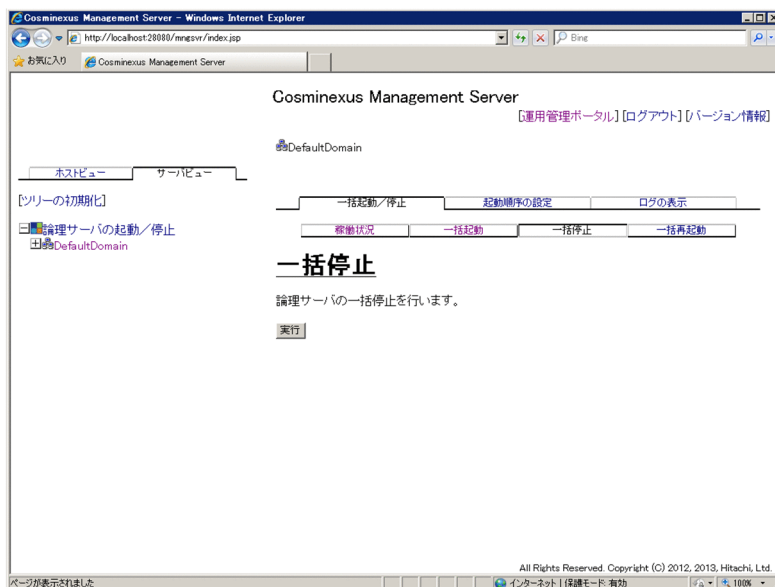 Cosminexus Management Server - Windows Internet Explorer
http://localhost:28080/mngsvr/index.jsp
Bing
お気に入り
Cosminexus Management Server
Cosminexus Management Server
[運用管理ポータル] [ログアウト] [バージョン情報]
DefaultDomain
ホストビュー
サーバビュー
[ツリーの初期化]
一括起動／停止
起動順序の設定
ログの表示
論理サーバの起動／停止
DefaultDomain
稼働状況
一括起動
一括停止
一括再起動
一括停止
論理サーバの一括停止を行います。
実行
All Rights Reserved. Copyright (C) 2012, 2013, Hitachi, Ltd.
ページが表示されました
インターネット | 保護モード: 有効
100%